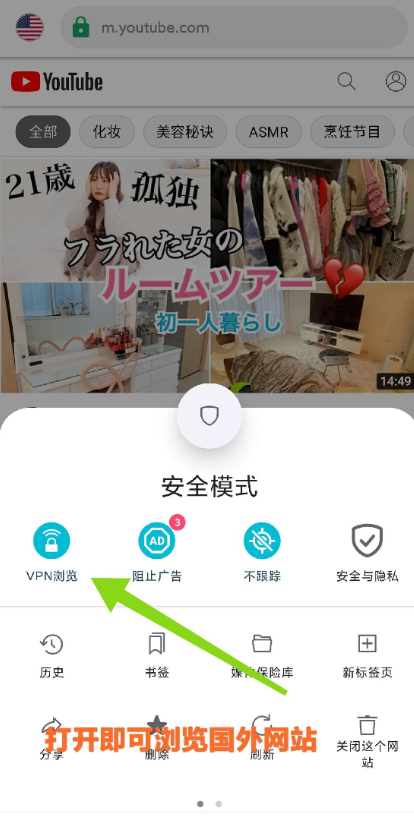 m.youtube.com
YouTube
全部
化妆
美容秘诀
ASMR
烹饪节目
21歳 孤独
フラれた女の
ルームツアー
初一人暮らし
14:49
安全模式
AD
3
VPN浏览
阻止广告
不跟踪
安全与隐私
历史
书签
媒体保险库
新标签页
分享
删除
刷新
关闭这个网站
打开即可浏览国外网站